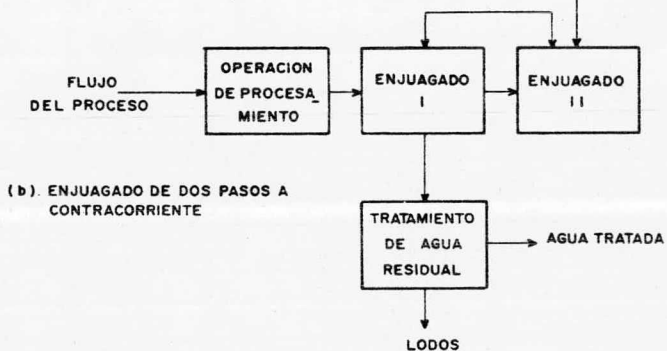 FLUJO
DEL PROCESO
OPERACION
DE PROCESA_
MIENTO
ENJUAGADO
I
ENJUAGADO
II
(b). ENJUAGADO DE DOS PASOS A
CONTRACORRIENTE
TRATAMIENTO
DE AGUA
RESIDUAL
AGUA TRATADA
LODOS